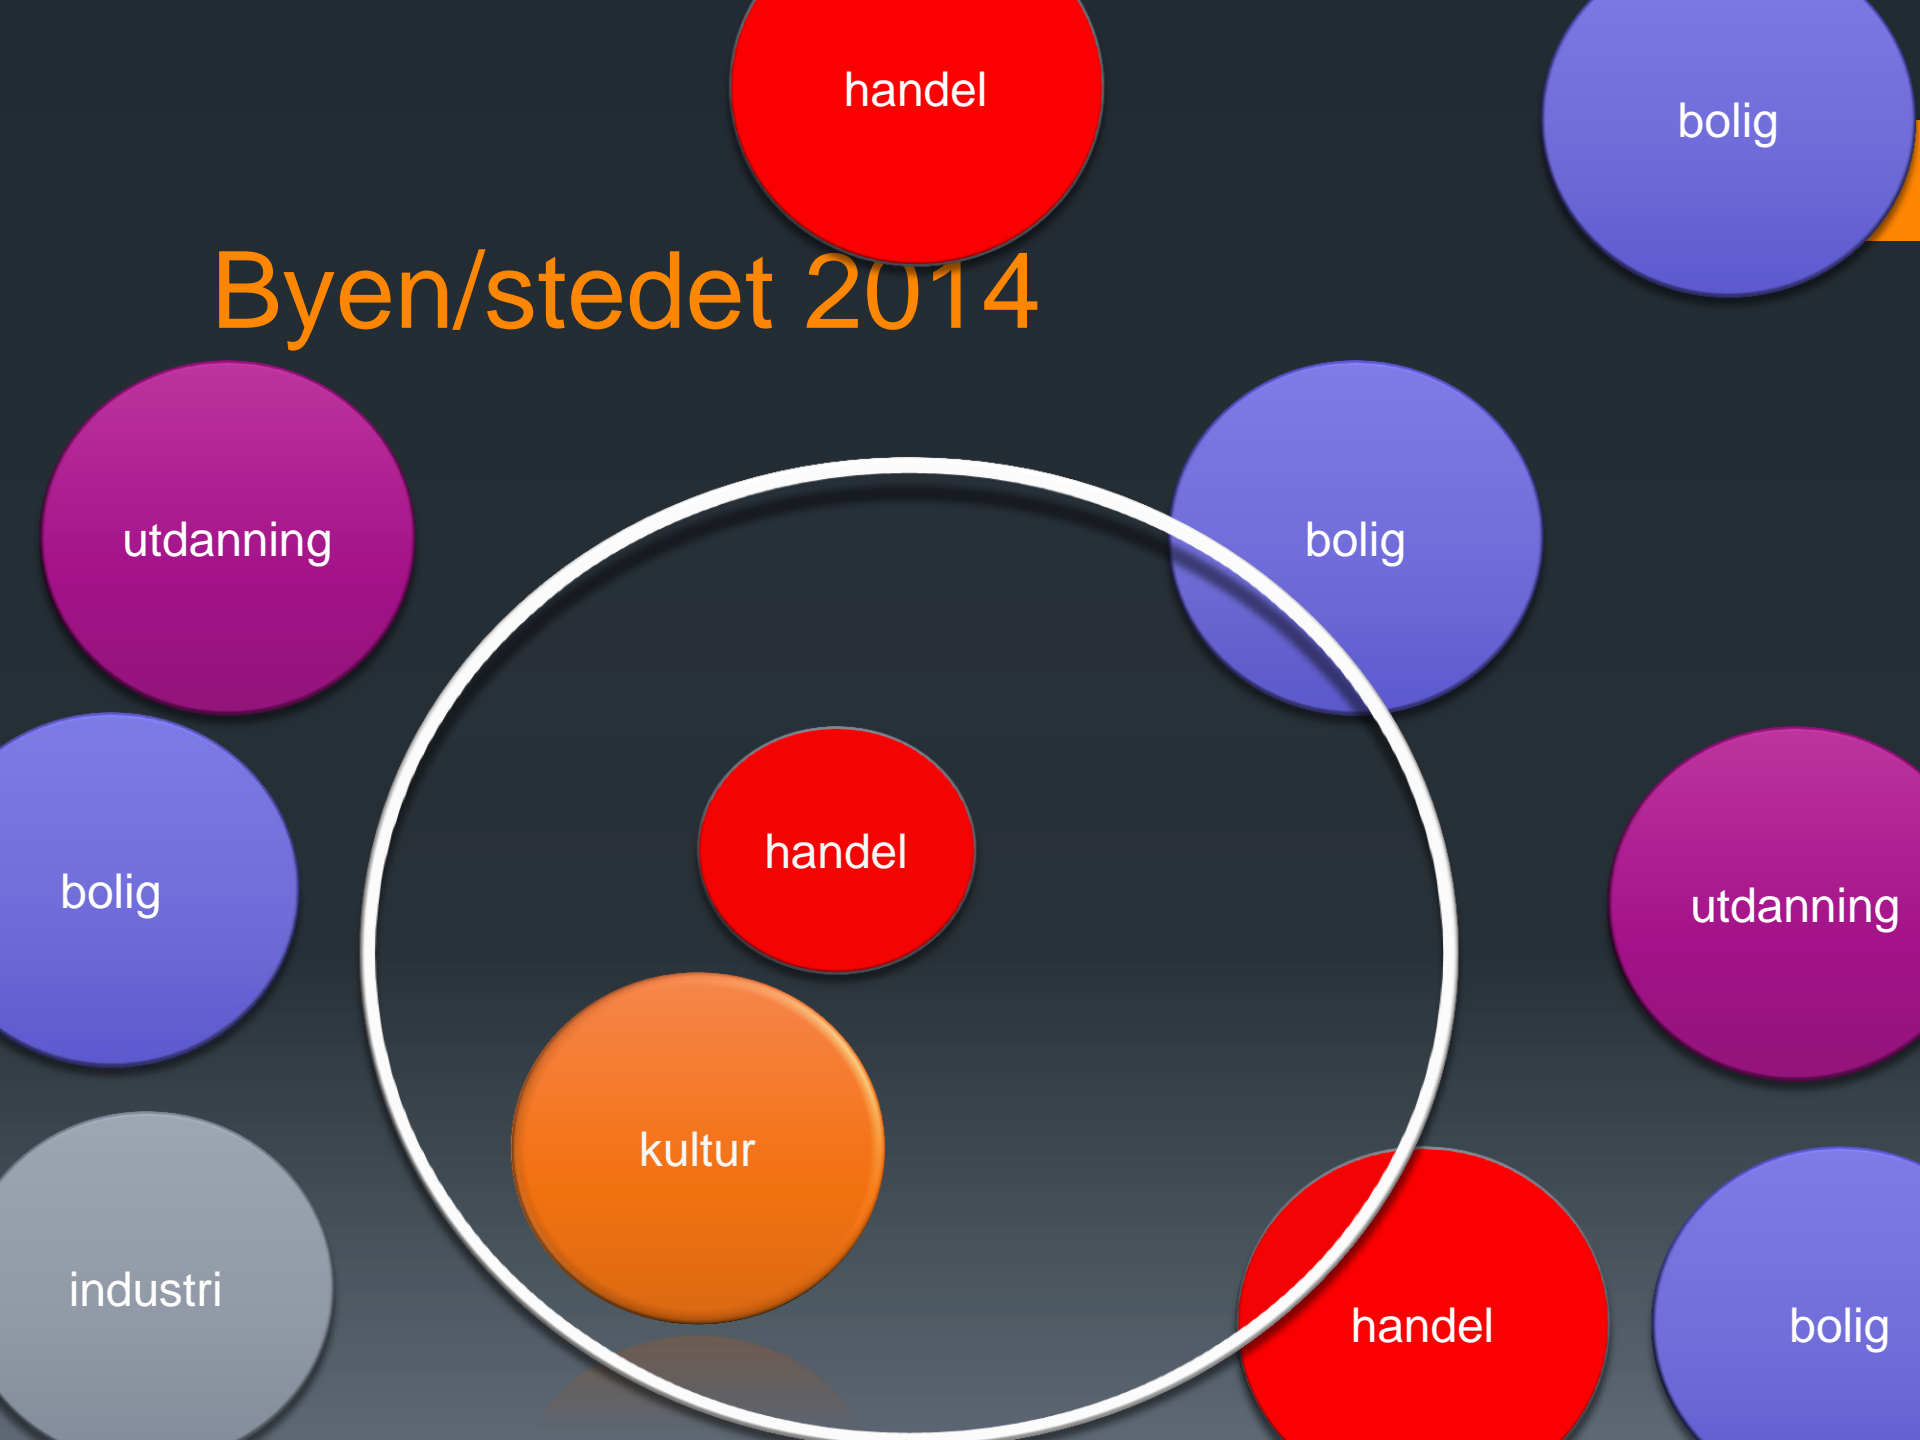 handel
bolig
Byen/stedet 2014
utdanning
bolig
handel
bolig
utdanning
kultur
industri
handel
bolig